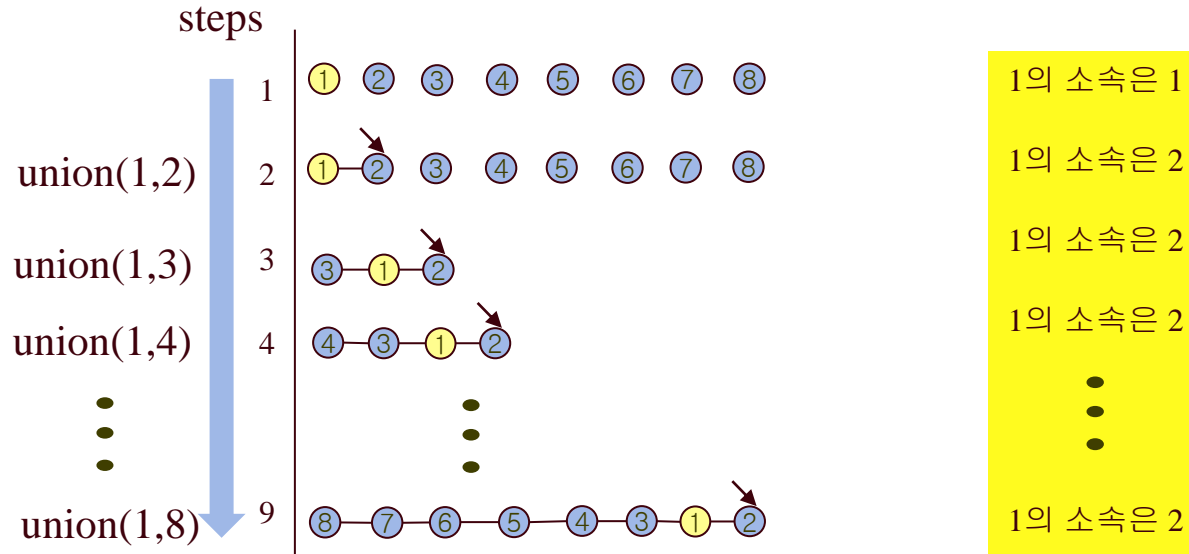 steps
1 1 2 3 4 5 6 7 8 1의 소속은 1
union(1,2) 2 1 2 3 4 5 6 7 8 1의 소속은 2
union(1,3) 3 3 1 2 1의 소속은 2
union(1,4) 4 4 3 1 2 1의 소속은 2
union(1,8) 9 8 7 6 5 4 3 1 2 1의 소속은 2